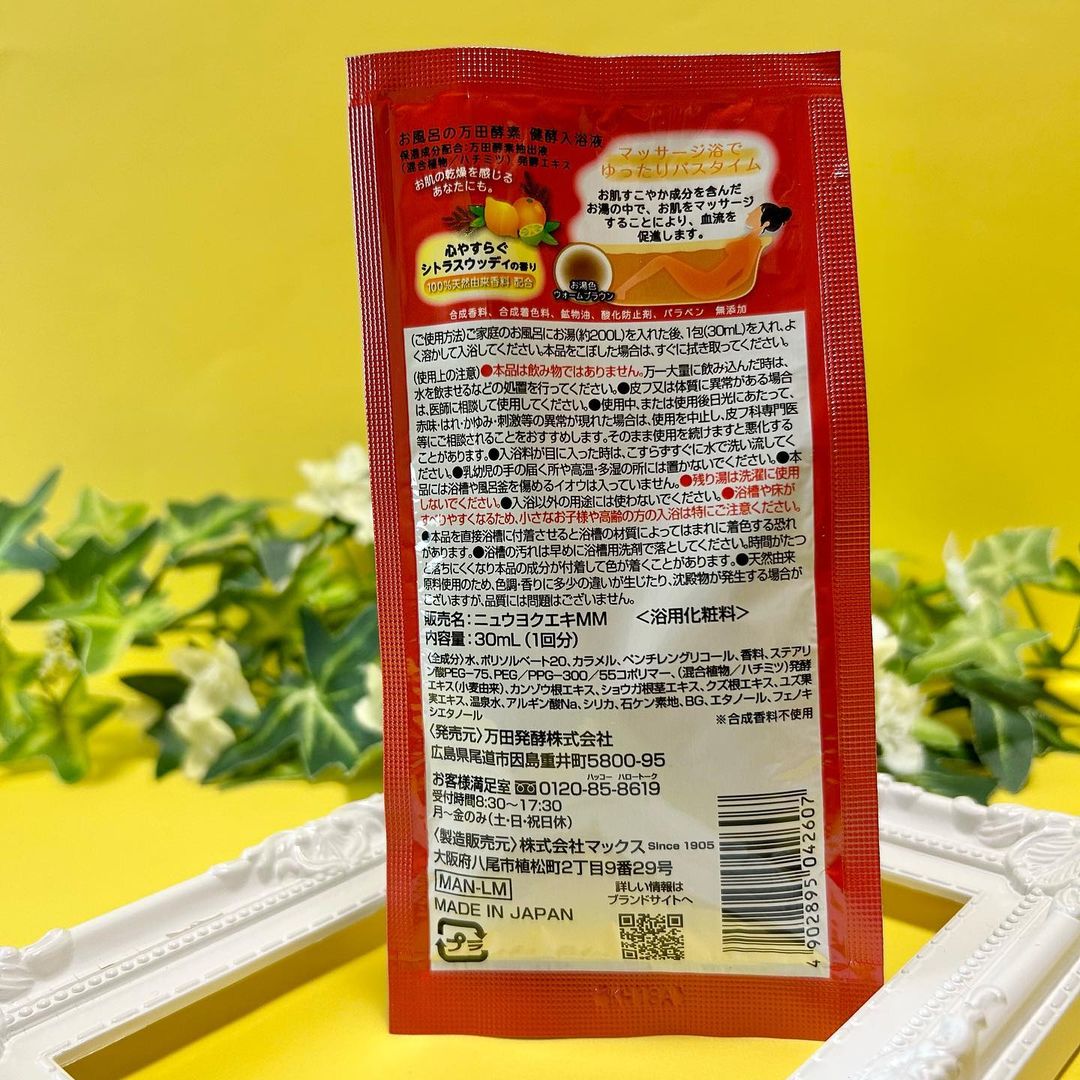 お風呂の万田酵素 健酵入浴液
保湿成分配合:万田酵素抽出液
(混合植物/ハチミツ)発酵エキス
お肌の乾燥を感じる
あなたにも。
心やすらぐ
シトラスウッディの香り
100%天然由来香料 配合
マッサージ浴で
ゆったりバスタイム
お肌すこやか成分を含んだ
お湯の中で、お肌をマッサージ
することにより、血流を
促進します。
お湯色
ウォームブラウン
合成香料、合成着色料、鉱物油、酸化防止剤、パラベン 無添加
〈ご使用方法〉ご家庭のお風呂にお湯(約200L)を入れた後、1包(30mL)を入れ、よ
く溶かして入浴してください。本品をこぼした場合は、すぐに拭き取ってください。
〈使用上の注意〉●本品は飲み物ではありません。万一大量に飲み込んだ時は、
水を飲ませるなどの処置を行ってください。●皮フ又は体質に異常がある場合
は、医師に相談して使用してください。●使用中、または使用後日光にあたって、
赤味・はれ・かゆみ・刺激等の異常が現れた場合は、使用を中止し、皮フ科専門医
等にご相談されることをおすすめします。そのまま使用を続けますと悪化する
ことがあります。●入浴料が目に入った時は、こすらずすぐに水で洗い流してく
ださい。●乳幼児の手の届く所や高温・多湿の所には置かないでください。●本
品には浴槽や風呂釜を傷めるイオウは入っていません。●残り湯は洗濯に使用
しないでください。●入浴以外の用途には使わないでください。●浴槽や床が
すべりやすくなるため、小さなお子様や高齢の方の入浴は特にご注意ください。
●本品を直接浴槽に付着させると浴槽の材質によってはまれに着色する恐れ
があります。●浴槽の汚れは早めに浴槽用洗剤で落としてください。時間がたつ
と落ちにくくなり本品の成分が付着して色が着くことがあります。●天然由来
原料使用のため、色調・香りに多少の違いが生じたり、沈殿物が発生する場合が
ございますが、品質には問題はございません。
販売名:ニュウヨクエキMM 〈浴用化粧料〉
内容量:30mL(1回分)
〈全成分〉水、ポリソルベート20、カラメル、ペンチレングリコール、香料、ステアリ
ン酸PEG-75、PEG/PPG-300/55コポリマー、(混合植物/ハチミツ)発酵
エキス(小麦由来)、カンゾウ根エキス、ショウガ根茎エキス、クズ根エキス、ユズ果
実エキス、温泉水、アルギン酸Na、シリカ、石ケン素地、BG、エタノール、フェノキ
シエタノール
※合成香料不使用
〈発売元〉万田発酵株式会社
広島県尾道市因島重井町5800-95
ハッコー ハロートーク
お客様満足室 0120-85-8619
受付時間8:30～17:30
月～金のみ(土・日・祝日休)
〈製造販売元〉株式会社マックス Since 1905
大阪府八尾市植松町2丁目9番29号
MAN-LM
MADE IN JAPAN
詳しい情報は
ブランドサイトへ
プラ
4 902895 042607